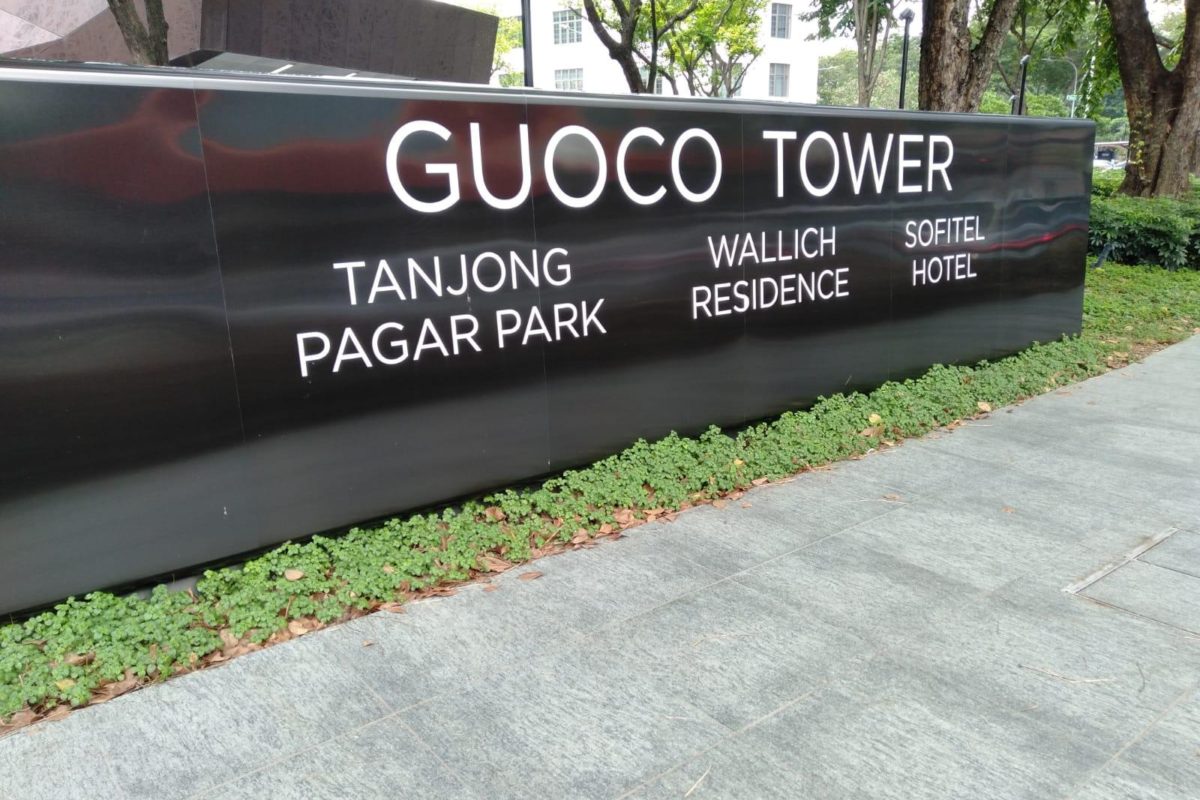 GUOCO TOWER
TANJONG
PAGAR PARK
WALLICH
RESIDENCE
SOFITEL
HOTEL